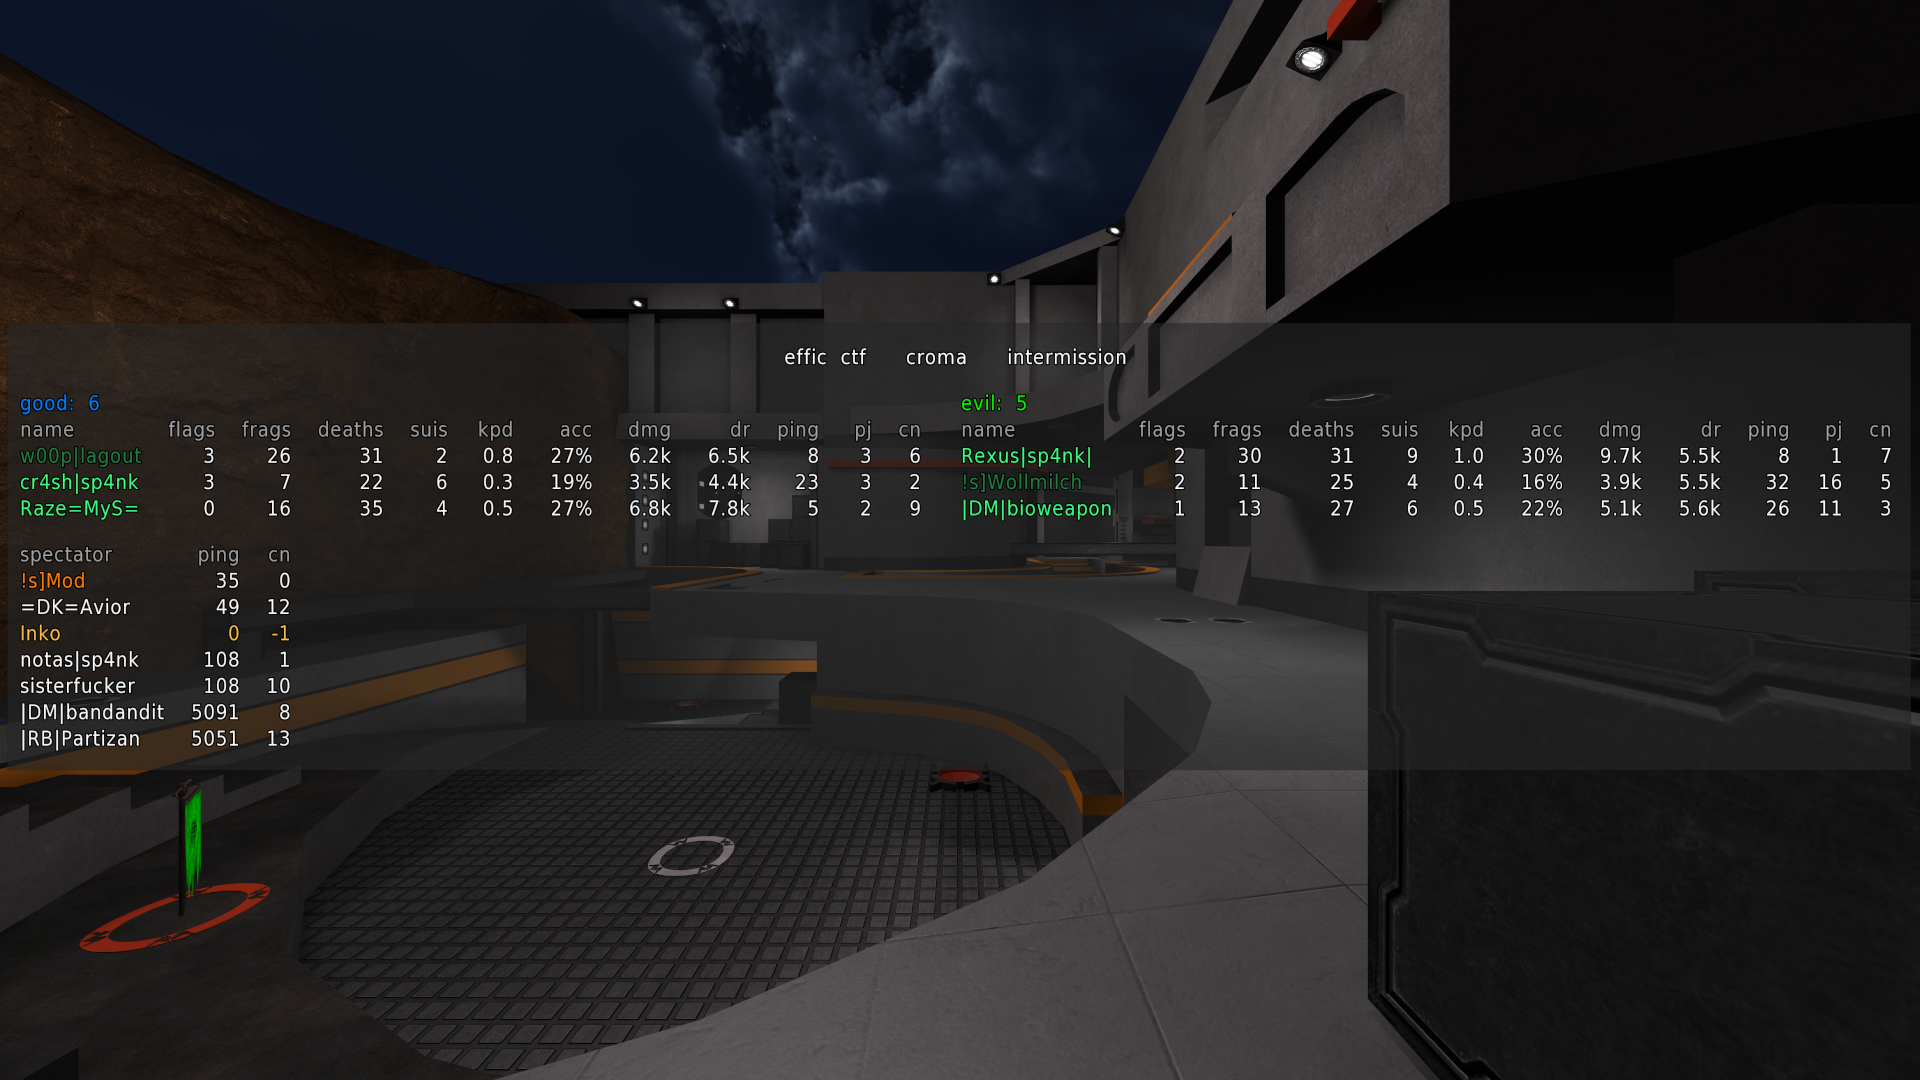 effic ctf croma intermission
good: 6
name flags frags deaths suis kpd acc dmg dr ping pj cn
w00p|lagout 3 26 31 2 0.8 27% 6.2k 6.5k 8 3 6
cr4sh|sp4nk 3 7 22 6 0.3 19% 3.5k 4.4k 23 3 2
Raze=MyS= 0 16 35 4 0.5 27% 6.8k 7.8k 5 2 9
evil: 5
name flags frags deaths suis kpd acc dmg dr ping pj cn
Rexus|sp4nk| 2 30 31 9 1.0 30% 9.7k 5.5k 8 1 7
!s]Wollmilch 2 11 25 4 0.4 16% 3.9k 5.5k 32 16 5
|DM|bioweapon 1 13 27 6 0.5 22% 5.1k 5.6k 26 11 3
spectator ping cn
!s]Mod 35 0
=DK=Avior 49 12
Inko 0 -1
notas|sp4nk 108 1
sisterfucker 108 10
|DM|bandandit 5091 8
|RB|Partizan 5051 13